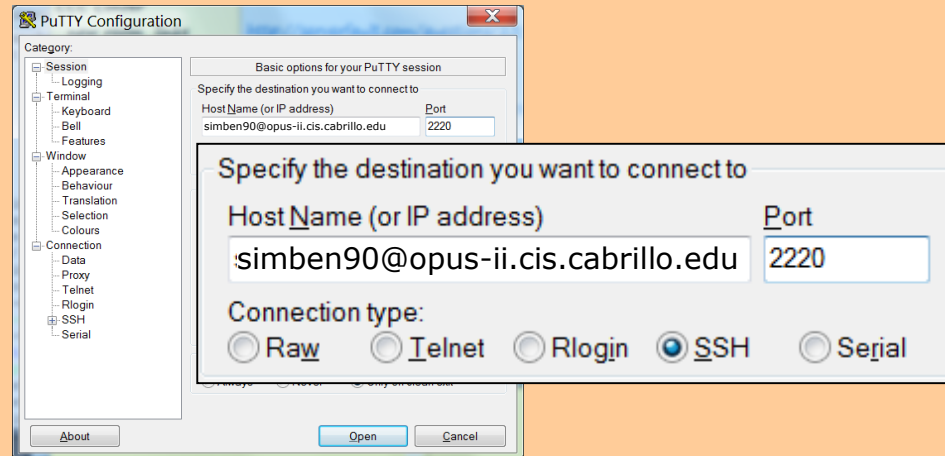 PuTTY Configuration
Category:
Session
Logging
Terminal
Keyboard
Bell
Features
Window
Appearance
Behaviour
Translation
Selection
Colours
Connection
Data
Proxy
Telnet
Rlogin
SSH
Serial
Basic options for your PuTTY session
Specify the destination you want to connect to
Host Name (or IP address) Port
simben90@opus-ii.cis.cabrillo.edu 2220
Specify the destination you want to connect to
Host Name (or IP address) Port
simben90@opus-ii.cis.cabrillo.edu 2220
Connection type:
Raw Telnet Rlogin SSH Serial
About Open Cancel